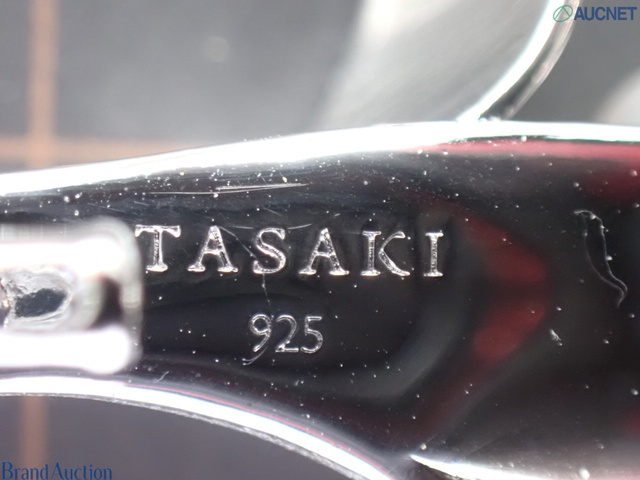 AUCNET
TASAKI
925
Brand Auction